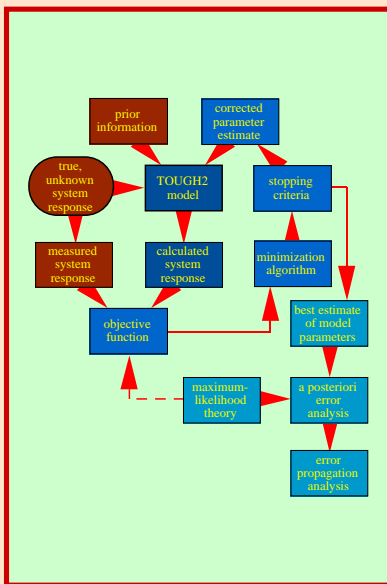 prior
information
corrected
parameter
estimate
true,
unknown
system
response
TOUGH2
model
stopping
criteria
measured
system
response
calculated
system
response
minimization
algorithm
objective
function
best estimate
of model
parameters
maximum-
likelihood
theory
a posteriori
error
analysis
error
propagation
analysis